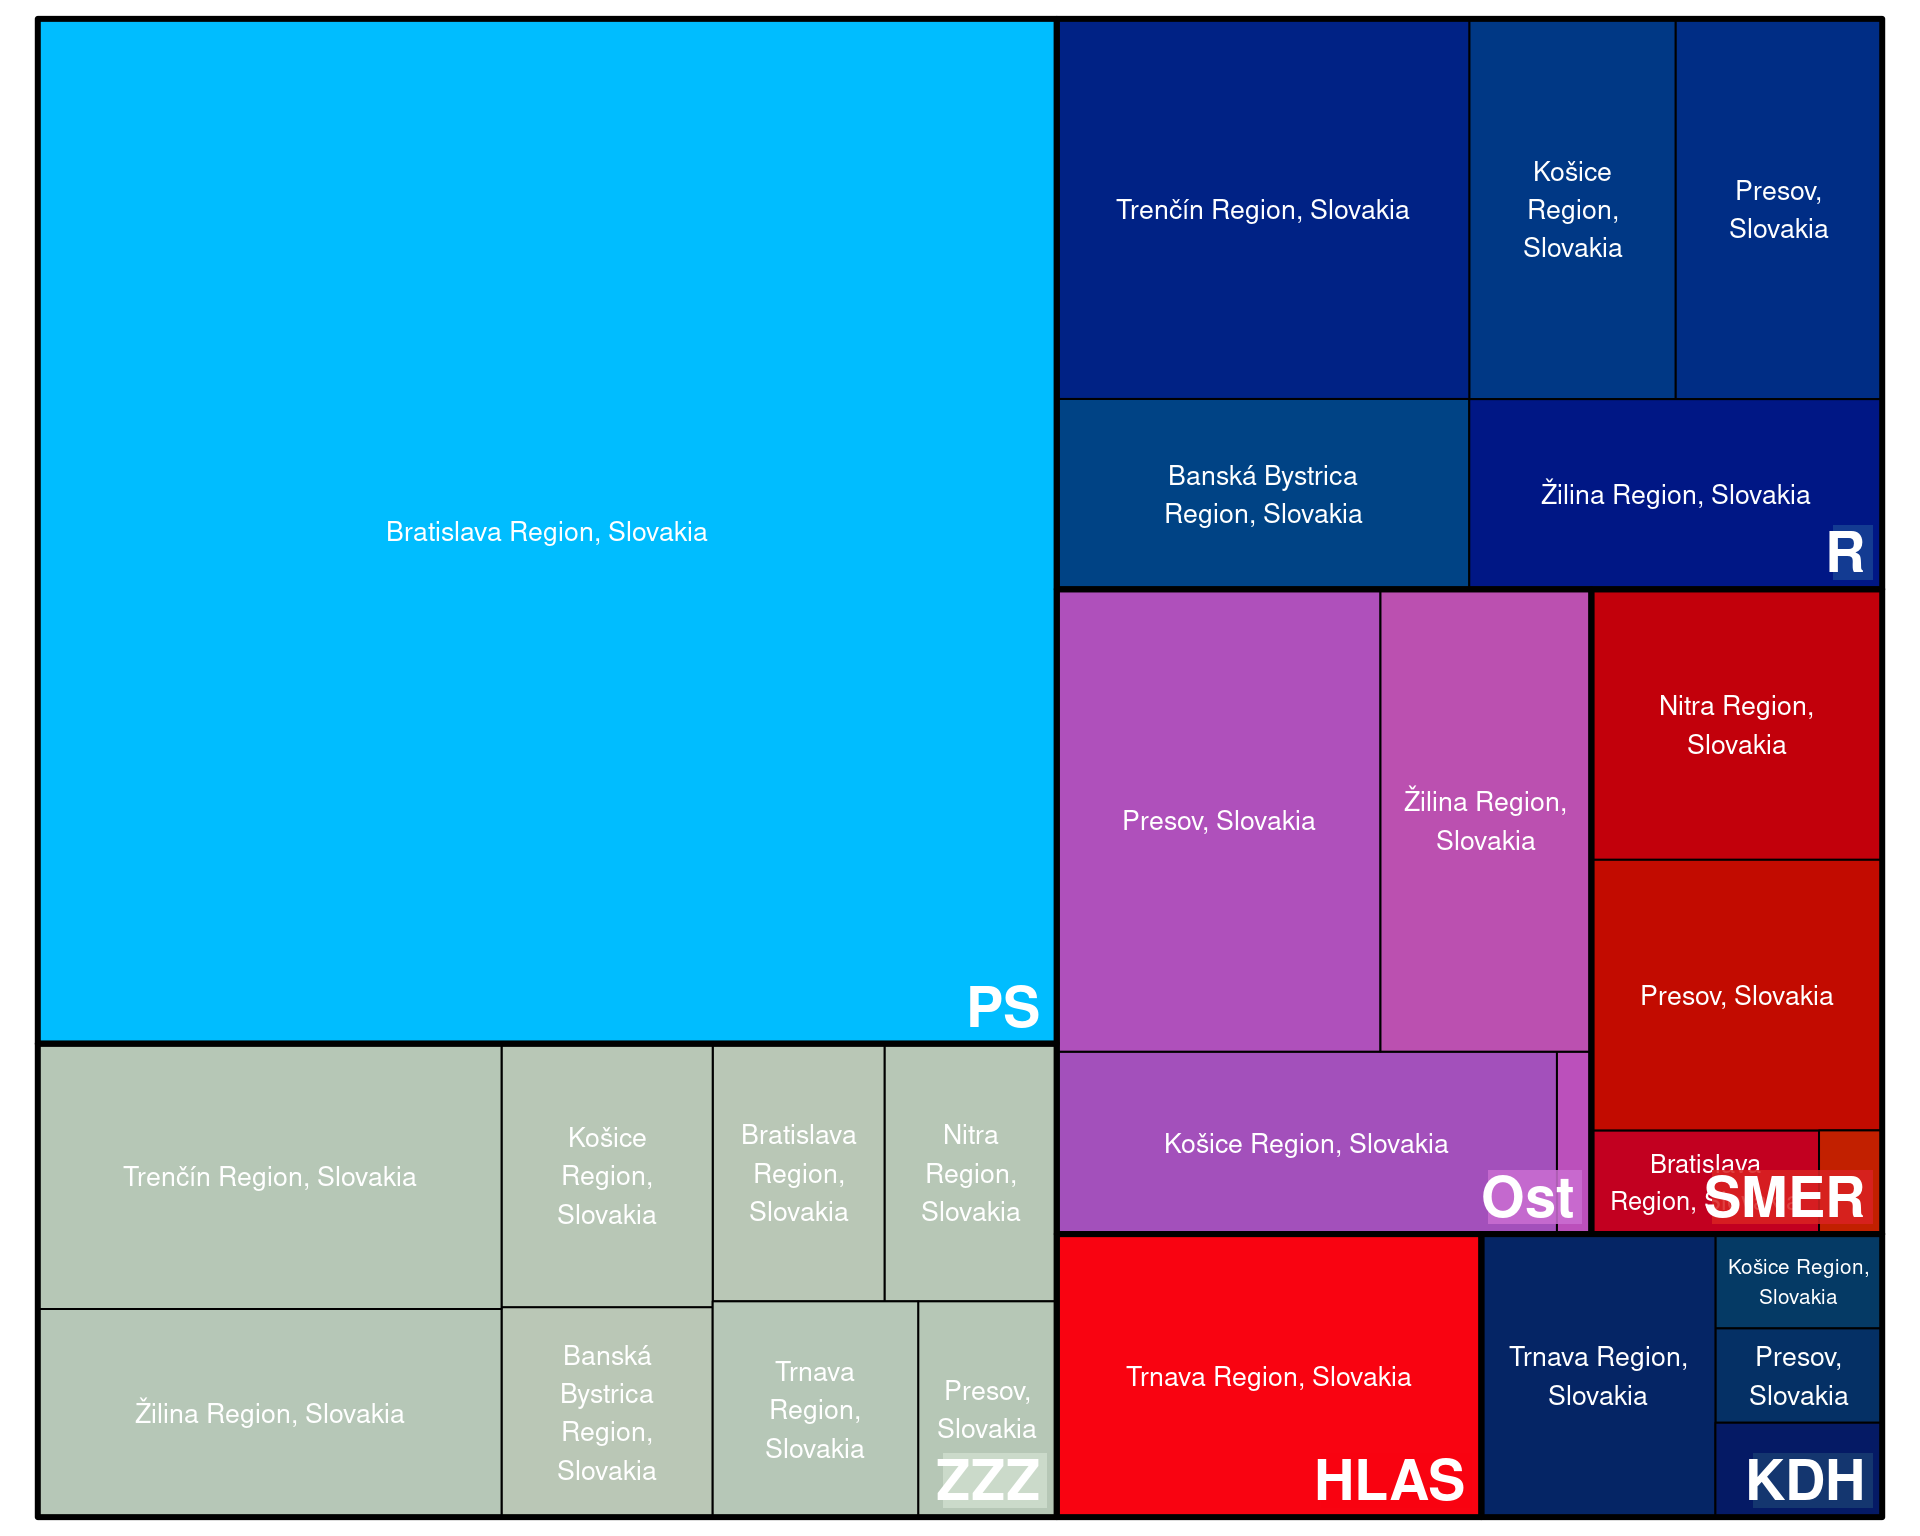 Bratislava Region, Slovakia
PS
Trenčín Region, Slovakia
Košice
Region,
Slovakia
Presov,
Slovakia
Banská Bystrica
Region, Slovakia
Žilina Region, Slovakia
R
Presov, Slovakia
Žilina Region,
Slovakia
Košice Region, Slovakia
Ost
Nitra Region,
Slovakia
Presov, Slovakia
Bratislava
Region,
SMER
Trenčín Region, Slovakia
Košice
Region,
Slovakia
Bratislava
Region,
Slovakia
Nitra
Region,
Slovakia
Žilina Region, Slovakia
Banská
Bystrica
Region,
Slovakia
Trnava
Region,
Slovakia
Presov,
Slovakia
ZZZ
Trnava Region, Slovakia
HLAS
Trnava Region,
Slovakia
Košice Region,
Slovakia
Presov,
Slovakia
KDH